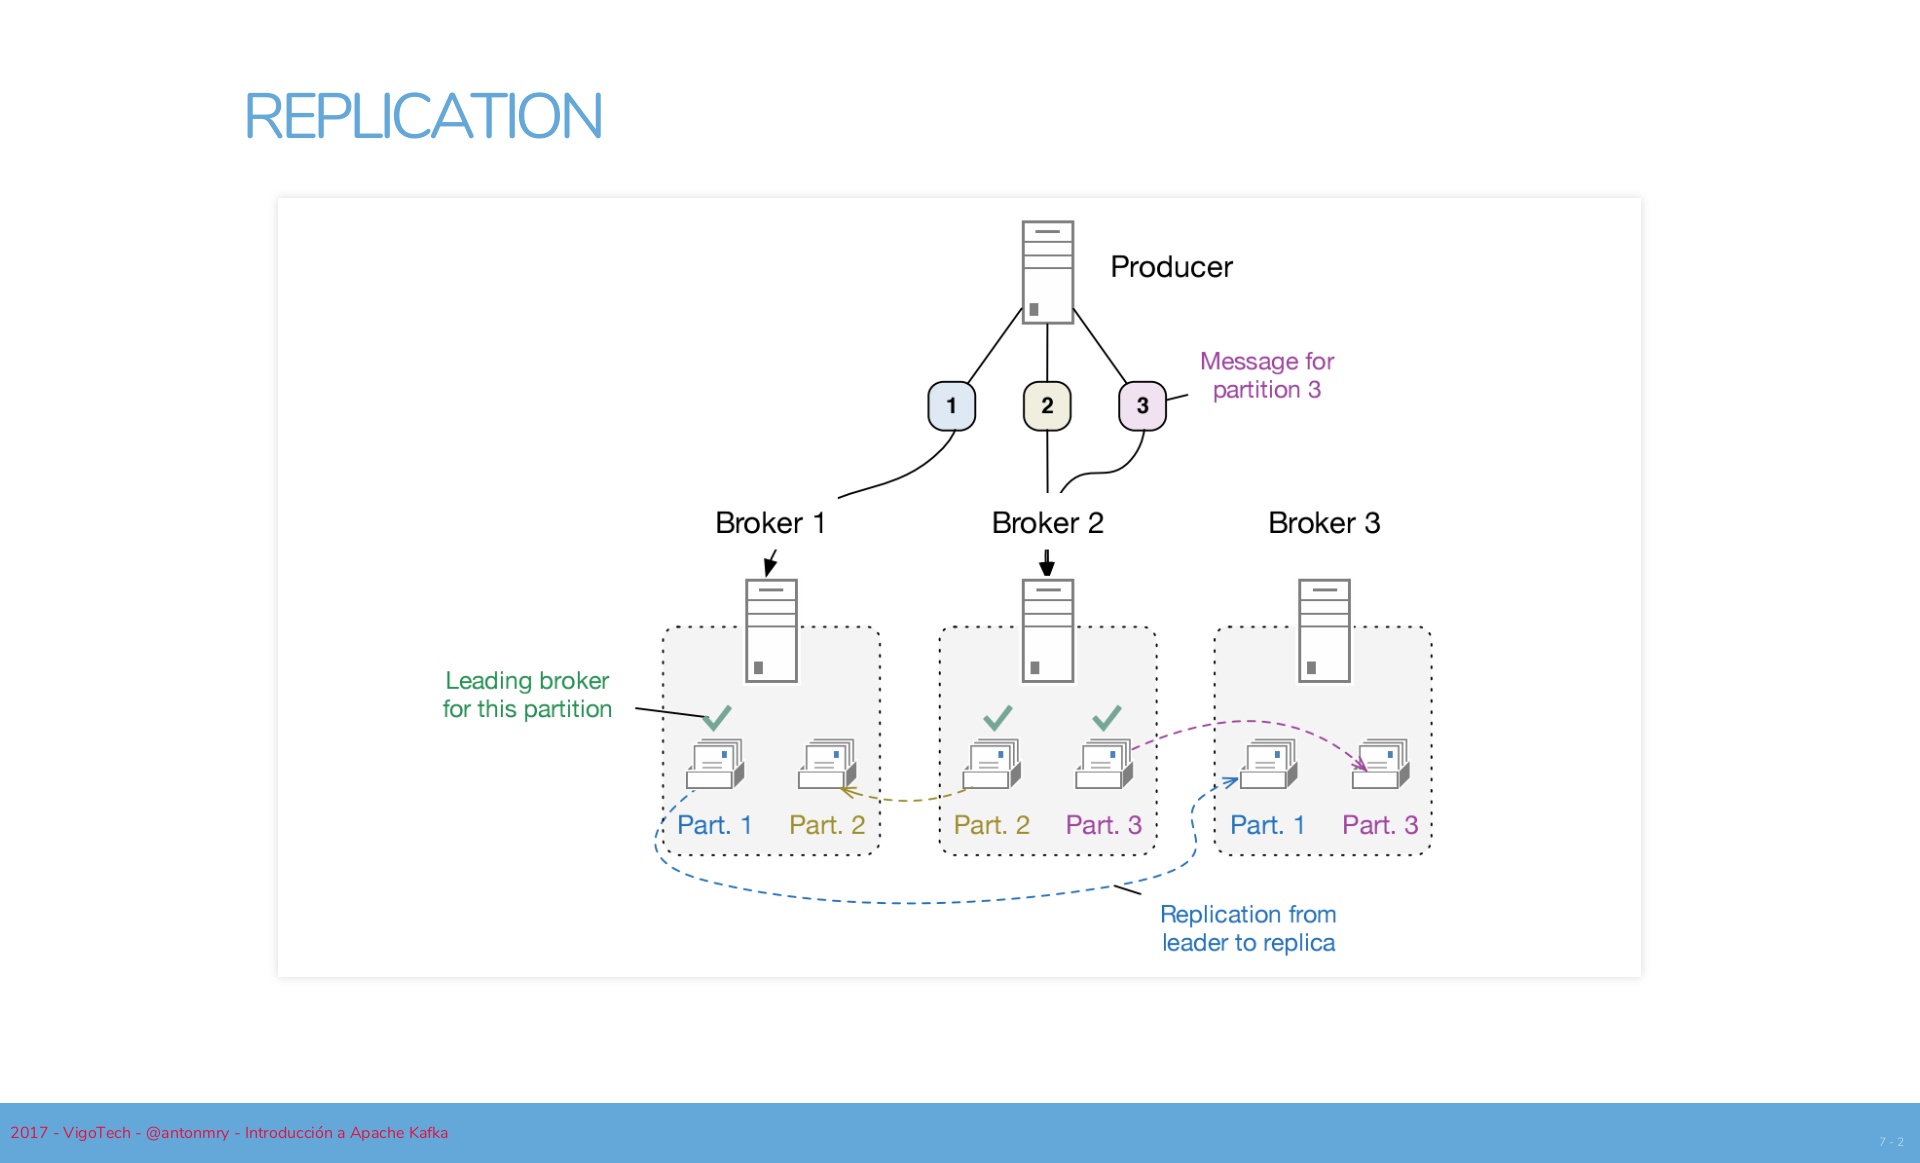 REPLICATION
Producer
Message for
partition 3
1
2
3
Broker 1
Broker 2
Broker 3
Leading broker
for this partition
Part. 1
Part. 2
Part. 2
Part. 3
Part. 1
Part. 3
Replication from
leader to replica
2017 - VigoTech - @antonmry - Introducción a Apache Kafka
7 - 2